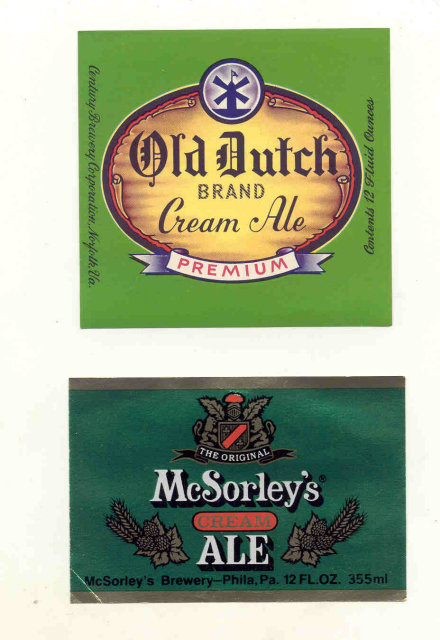 Century Brewery Corporation, Norfolk, Va.
Old Dutch
BRAND
Cream Ale
PREMIUM
Contents 12 Fluid Ounces
THE ORIGINAL
McSorley's®
CREAM
ALE
McSorley's Brewery–Phila, Pa. 12 FL.OZ. 355ml